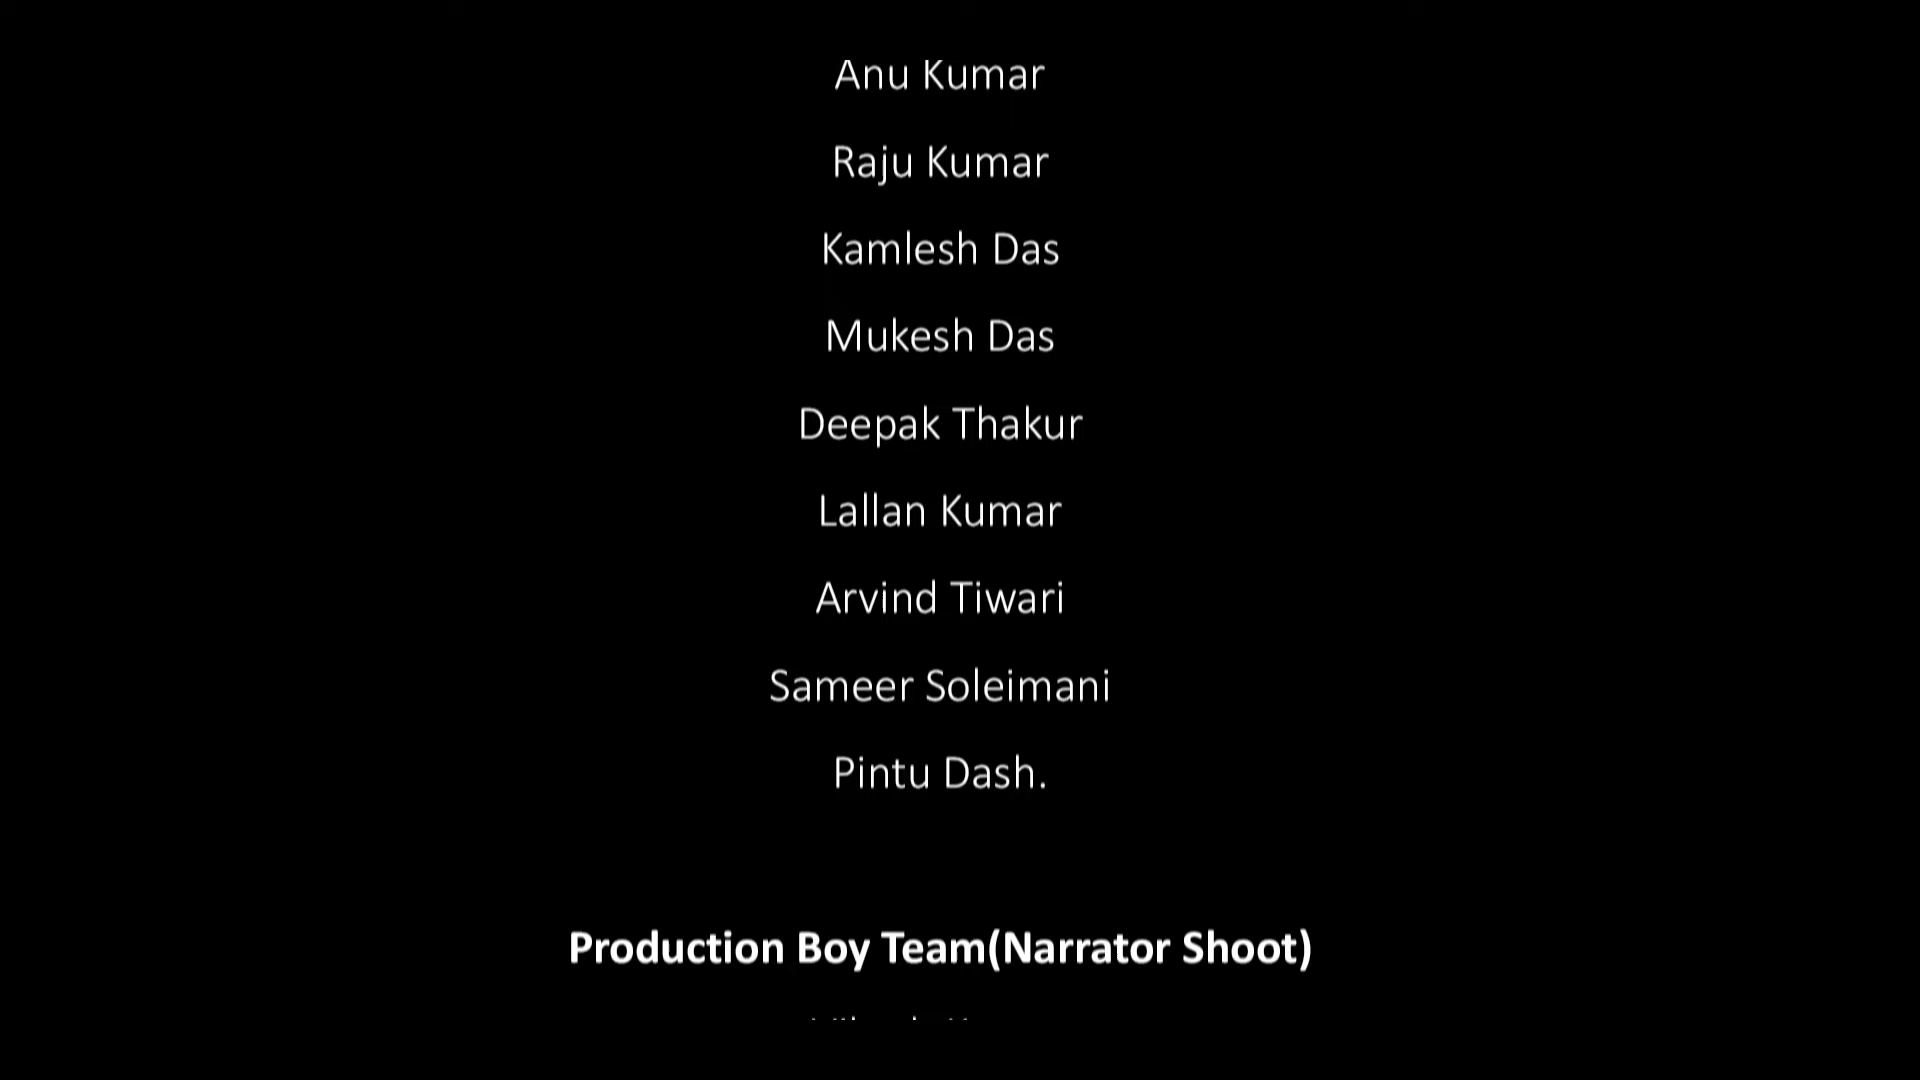 Anu Kumar
Raju Kumar
Kamlesh Das
Mukesh Das
Deepak Thakur
Lallan Kumar
Arvind Tiwari
Sameer Soleimani
Pintu Dash.
Production Boy Team(Narrator Shoot)